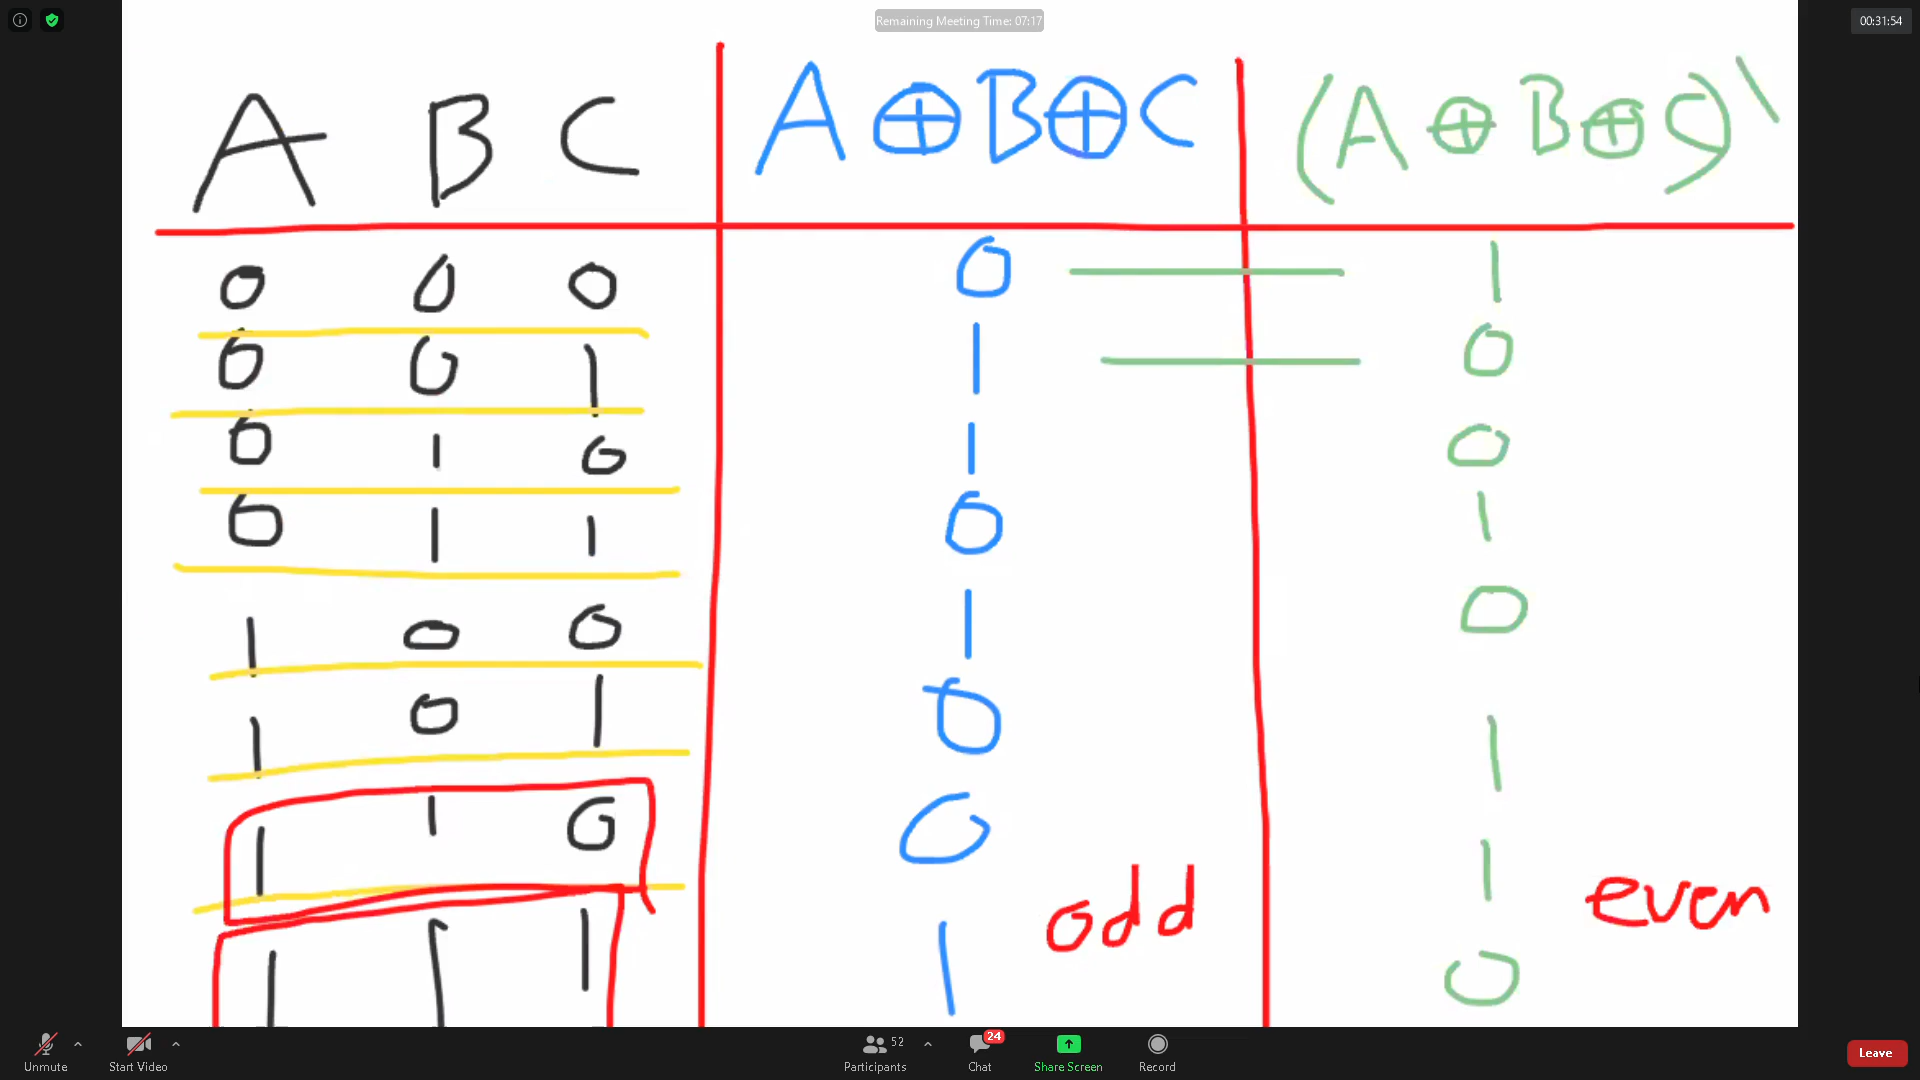 Remaining Meeting Time: 07:17
00:31:54
A B C A⊕B⊕C (A⊕B⊕C)'
0 0 0 0 1
0 0 1 1 0
0 1 0 1 0
0 1 1 0 1
1 0 0 1 0
1 0 1 0 1
1 1 0 0 1
odd even
1 1 1 1 0
Unmute
Start Video
52
Participants
24
Chat
Share Screen
Record
Leave